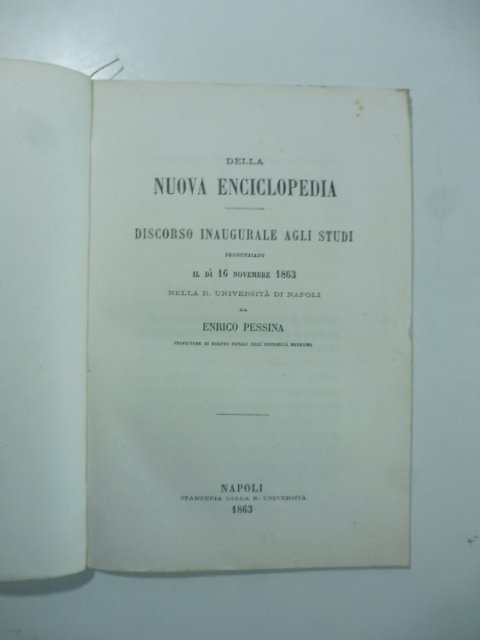 DELLA
NUOVA ENCICLOPEDIA
DISCORSO INAUGURALE AGLI STUDI
PRONUNZIATO
IL DÌ 16 NOVEMBRE 1863
NELLA R. UNIVERSITÀ DI NAPOLI
DA
ENRICO PESSINA
PROFESSORE DI DIRITTO PENALE NELL'UNIVERSITÀ MEDESIMA
NAPOLI
STAMPERIA DELLA R. UNIVERSITÀ
1863